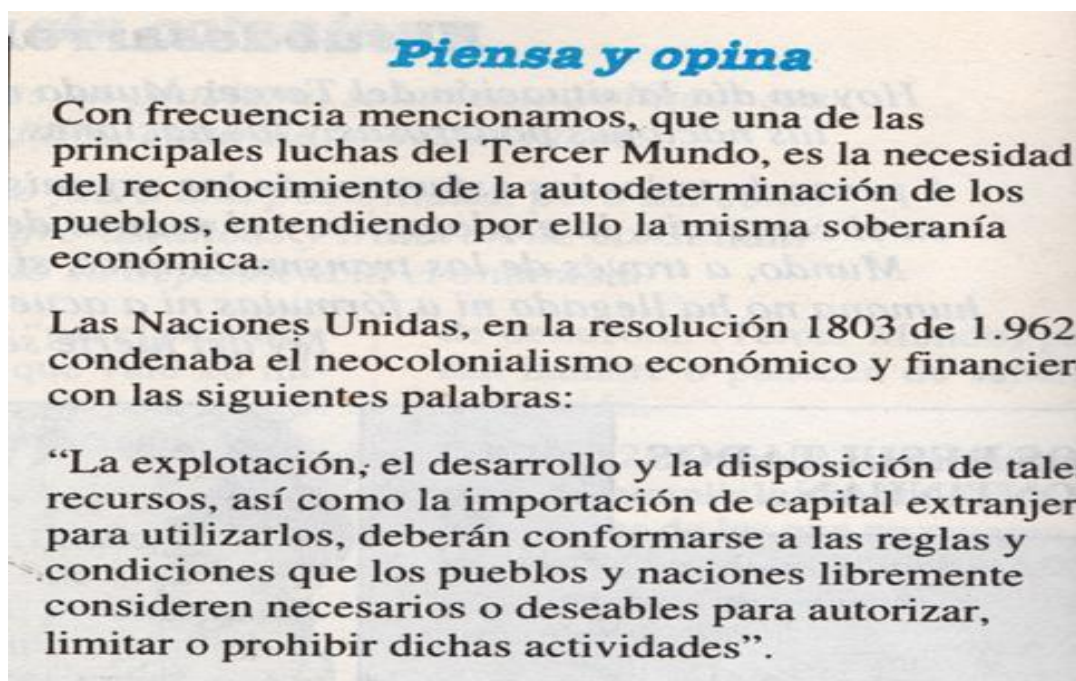 Piensa y opina
Con frecuencia mencionamos, que una de las
principales luchas del Tercer Mundo, es la necesidad
del reconocimiento de la autodeterminación de los
pueblos, entendiendo por ello la misma soberanía
económica.
Las Naciones Unidas, en la resolución 1803 de 1.962
condenaba el neocolonialismo económico y financier
con las siguientes palabras:
“La explotación, el desarrollo y la disposición de tale
recursos, así como la importación de capital extranjer
para utilizarlos, deberán conformarse a las reglas y
condiciones que los pueblos y naciones libremente
consideren necesarios o deseables para autorizar,
limitar o prohibir dichas actividades”.